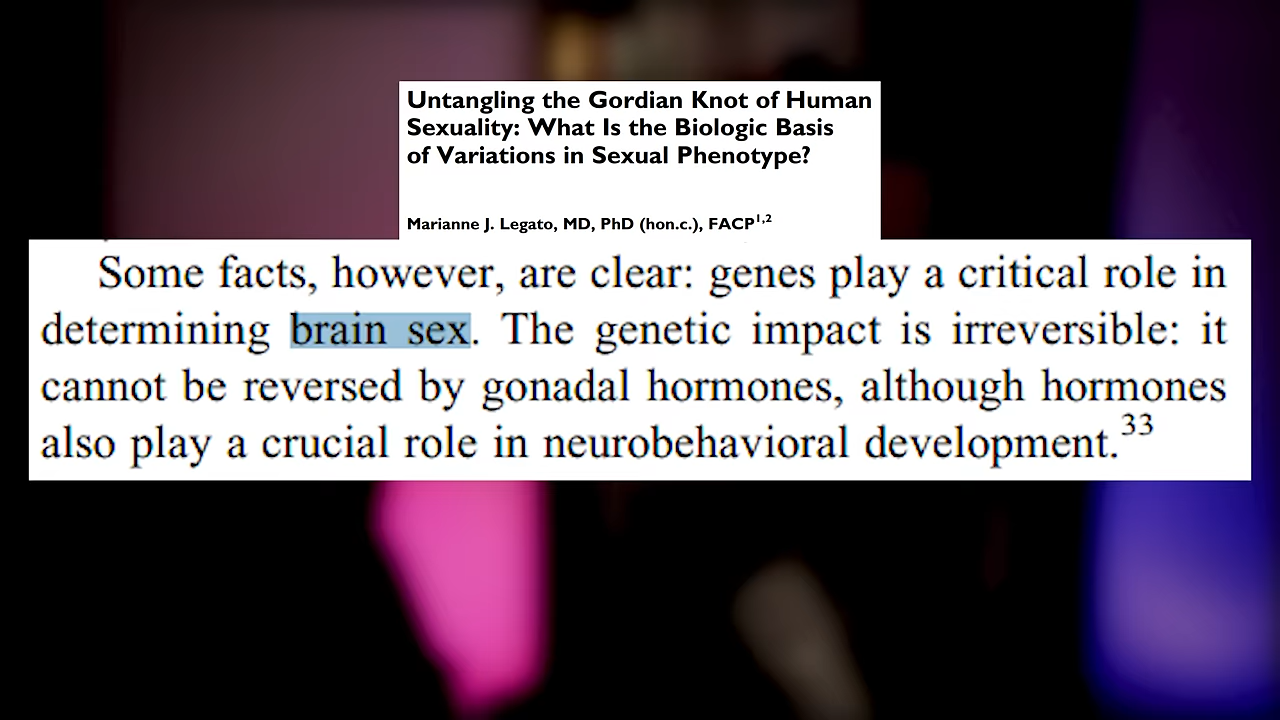 Untangling the Gordian Knot of Human
Sexuality: What Is the Biologic Basis
of Variations in Sexual Phenotype?
Marianne J. Legato, MD, PhD (hon.c.), FACP1,2
Some facts, however, are clear: genes play a critical role in
determining brain sex. The genetic impact is irreversible: it
cannot be reversed by gonadal hormones, although hormones
also play a crucial role in neurobehavioral development.33